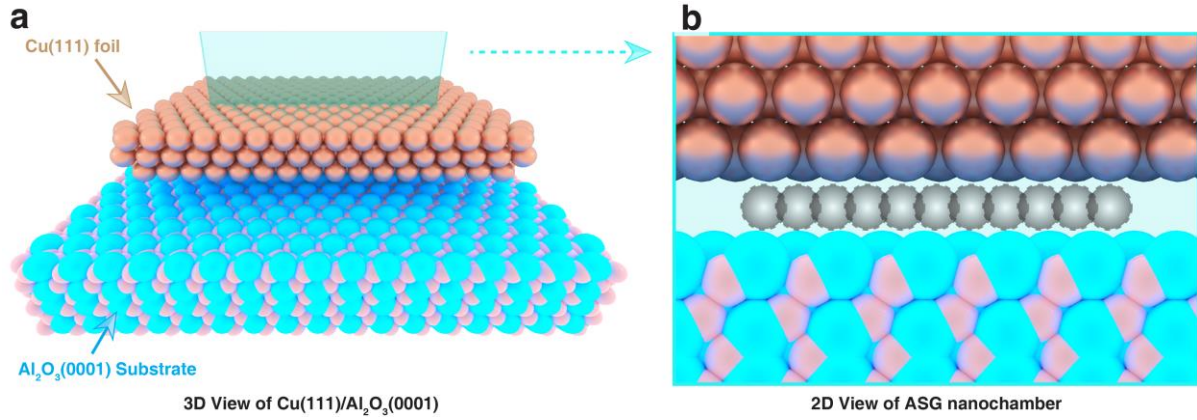 a
Cu(111) foil
Al₂O₃(0001) Substrate
3D View of Cu(111)/Al₂O₃(0001)
b
2D View of ASG nanochamber